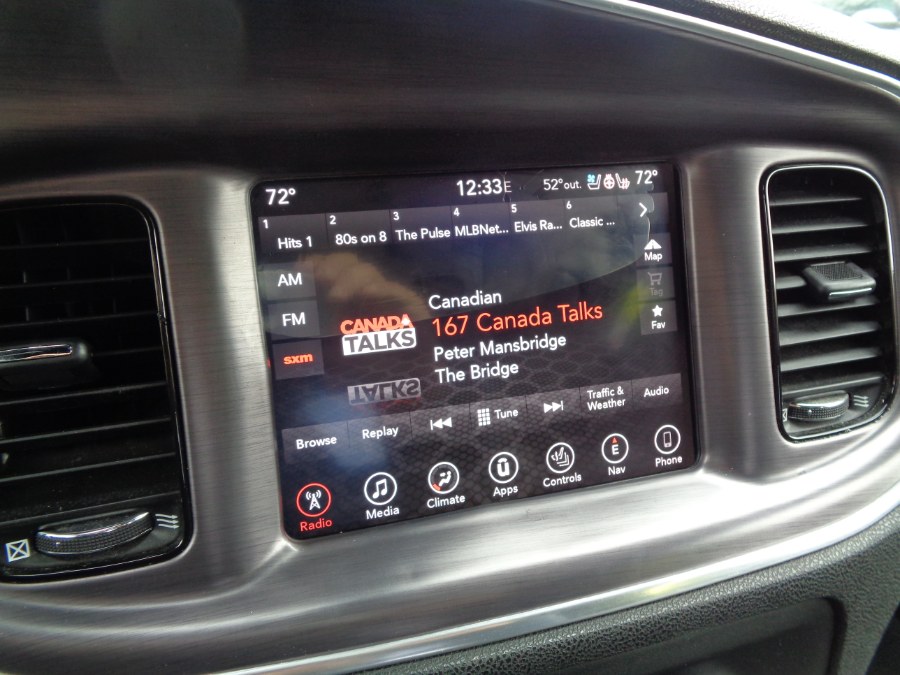 72° 12:33 E 52° out. 72°
1 2 3 4 5 6
Hits 1 80s on 8 The Pulse MLBNet... Elvis Ra... Classic ...
Map
AM
Tag
Canadian
FM
CANADA
TALKS
167 Canada Talks
Fav
sxm
Peter Mansbridge
The Bridge
Browse Replay Tune Traffic & Weather Audio
Radio Media Climate Apps Controls E Nav Phone